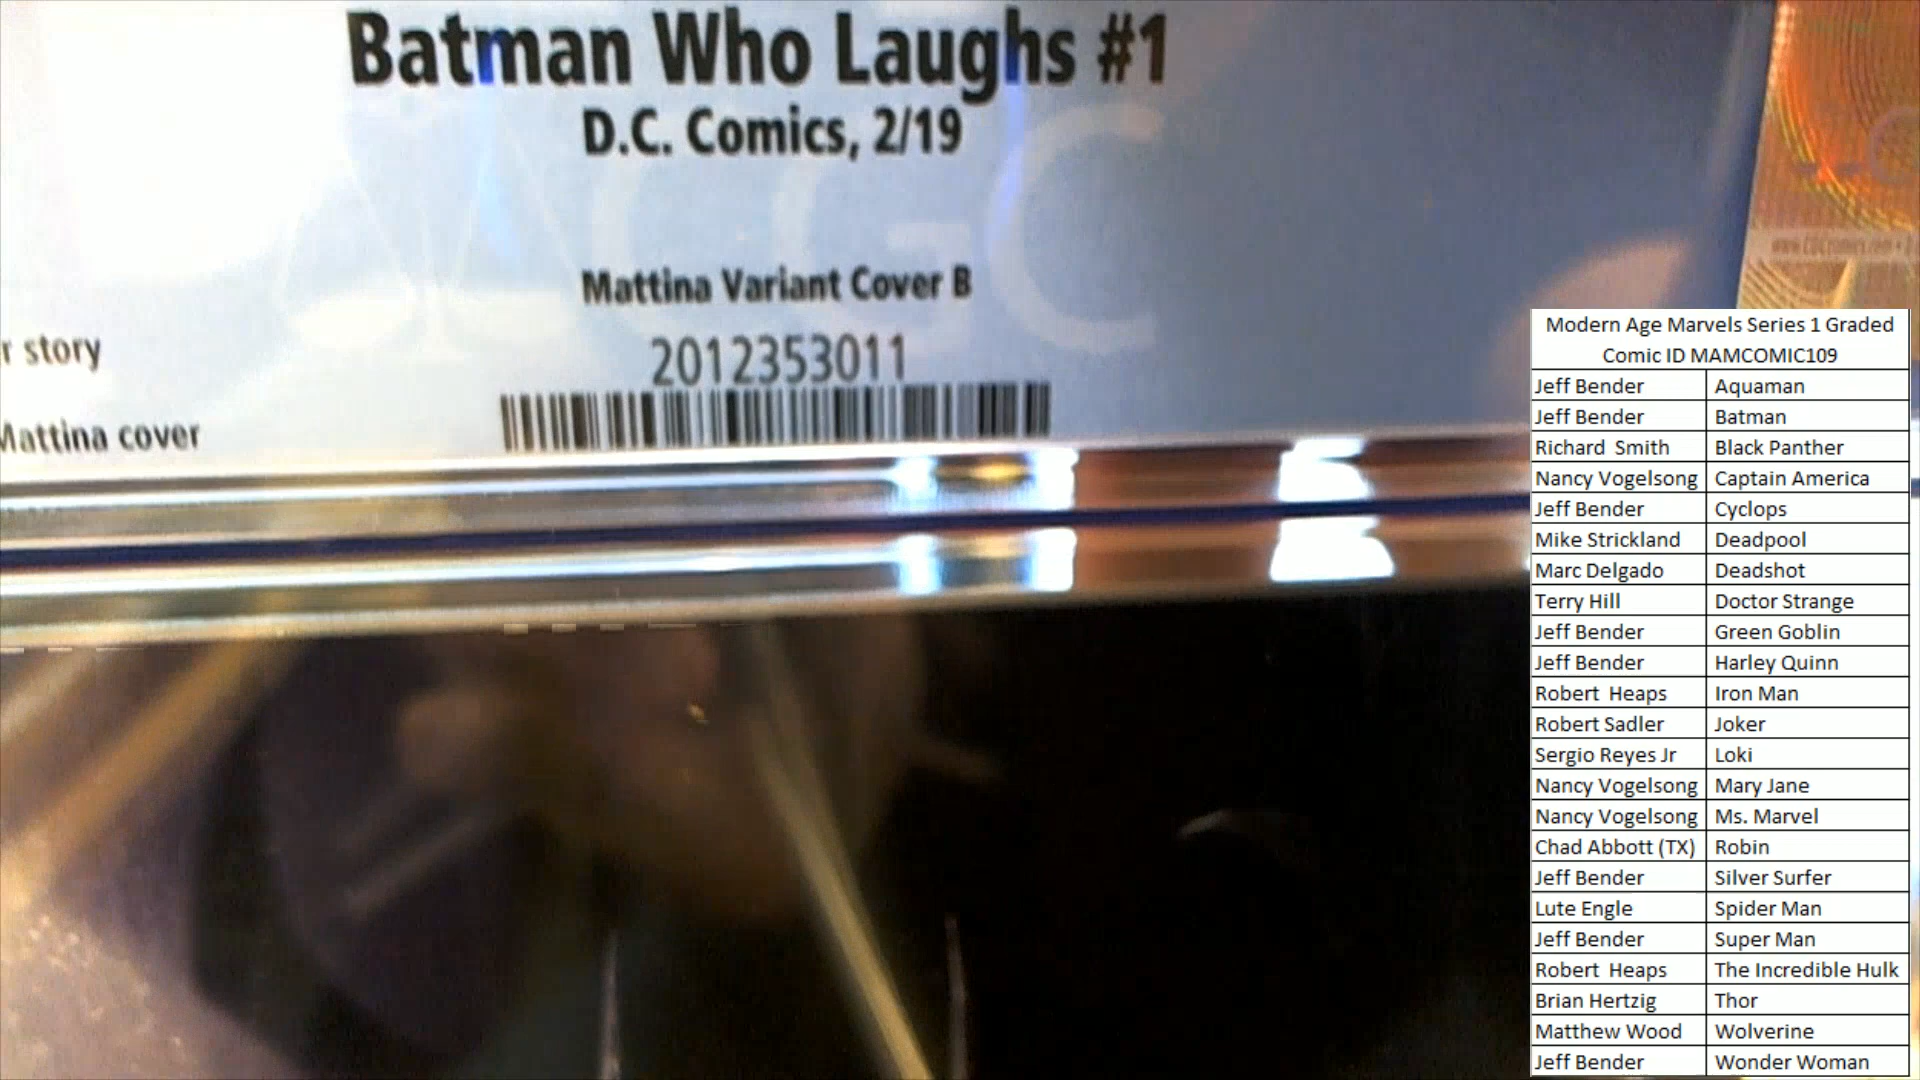 Batman Who Laughs #1
D.C. Comics, 2/19
CGC
Mattina Variant Cover B
r story
2012353011
Mattina cover
Modern Age Marvels Series 1 Graded
Comic ID MAMCOMIC109
Jeff Bender Aquaman
Jeff Bender Batman
Richard Smith Black Panther
Nancy Vogelsong Captain America
Jeff Bender Cyclops
Mike Strickland Deadpool
Marc Delgado Deadshot
Terry Hill Doctor Strange
Jeff Bender Green Goblin
Jeff Bender Harley Quinn
Robert Heaps Iron Man
Robert Sadler Joker
Sergio Reyes Jr Loki
Nancy Vogelsong Mary Jane
Nancy Vogelsong Ms. Marvel
Chad Abbott (TX) Robin
Jeff Bender Silver Surfer
Lute Engle Spider Man
Jeff Bender Super Man
Robert Heaps The Incredible Hulk
Brian Hertzig Thor
Matthew Wood Wolverine
Jeff Bender Wonder Woman